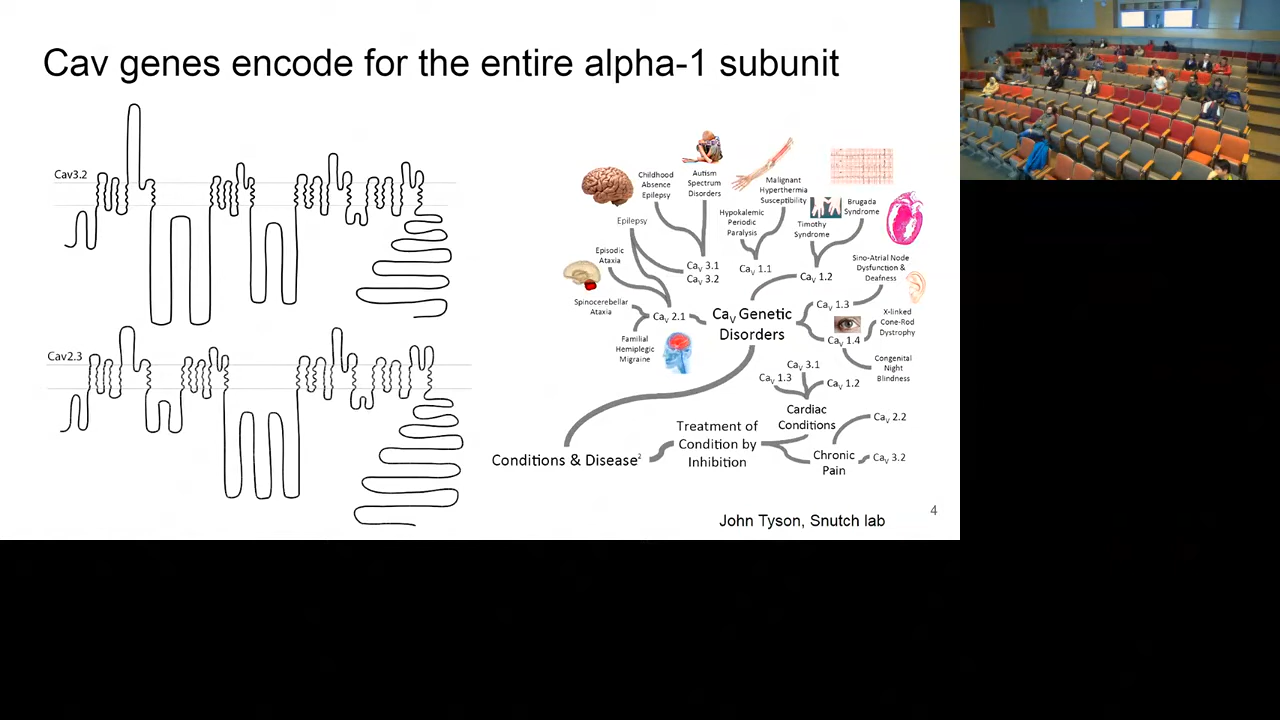 Cav genes encode for the entire alpha-1 subunit
Cav3.2
Cav2.3
Childhood
Absence
Epilepsy
Autism
Spectrum
Disorders
Malignant
Hyperthermia
Susceptibility
Hypokalemic
Periodic
Paralysis
Timothy
Syndrome
Brugada
Syndrome
Epilepsy
Episodic
Ataxia
Spinocerebellar
Ataxia
Familial
Hemiplegic
Migraine
CaV 3.1
CaV 3.2
CaV 1.1
CaV 1.2
Sino-Atrial Node
Dysfunction &
Deafness
CaV 2.1
CaV Genetic
Disorders
CaV 1.3
CaV 1.4
X-linked
Cone-Rod
Dystrophy
Congenital
Night
Blindness
CaV 3.1
CaV 1.3
CaV 1.2
Cardiac
Conditions
CaV 2.2
Treatment of
Condition by
Inhibition
Chronic
Pain
CaV 3.2
Conditions & Disease2
John Tyson, Snutch lab
4